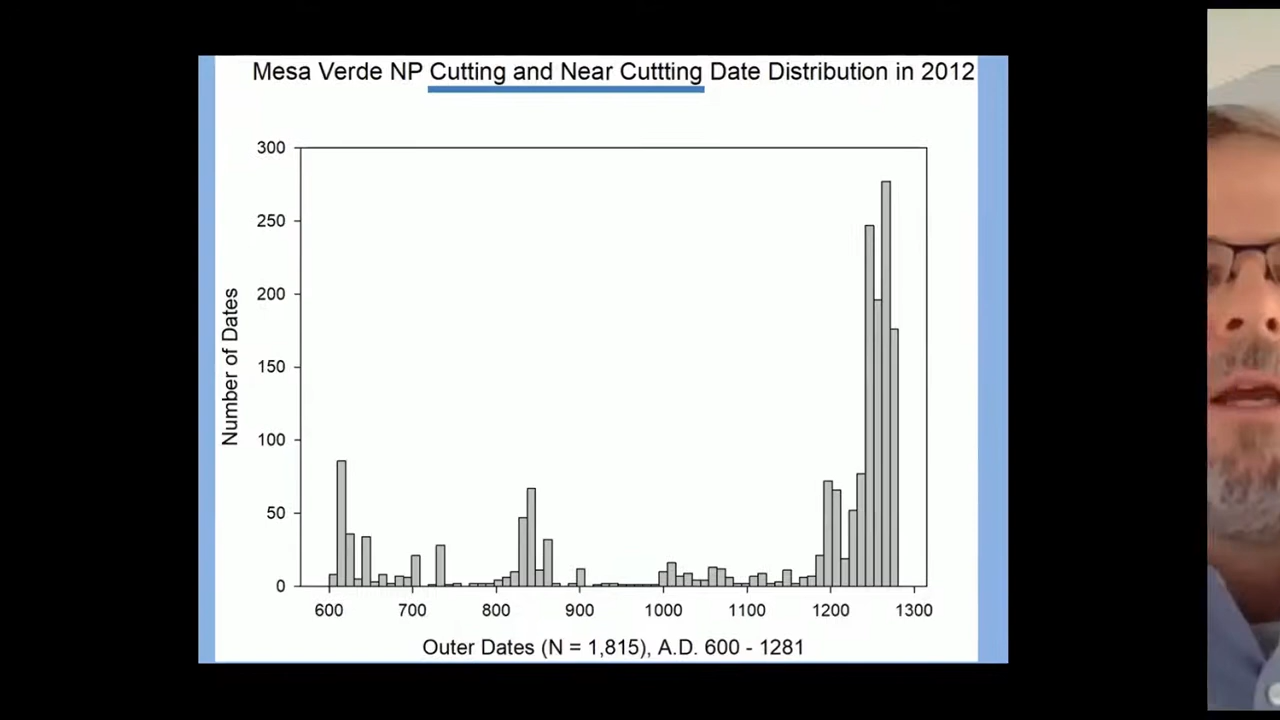 Mesa Verde NP Cutting and Near Cuttting Date Distribution in 2012
300
250
200
150
100
50
0
Number of Dates
600 700 800 900 1000 1100 1200 1300
Outer Dates (N = 1,815), A.D. 600 - 1281